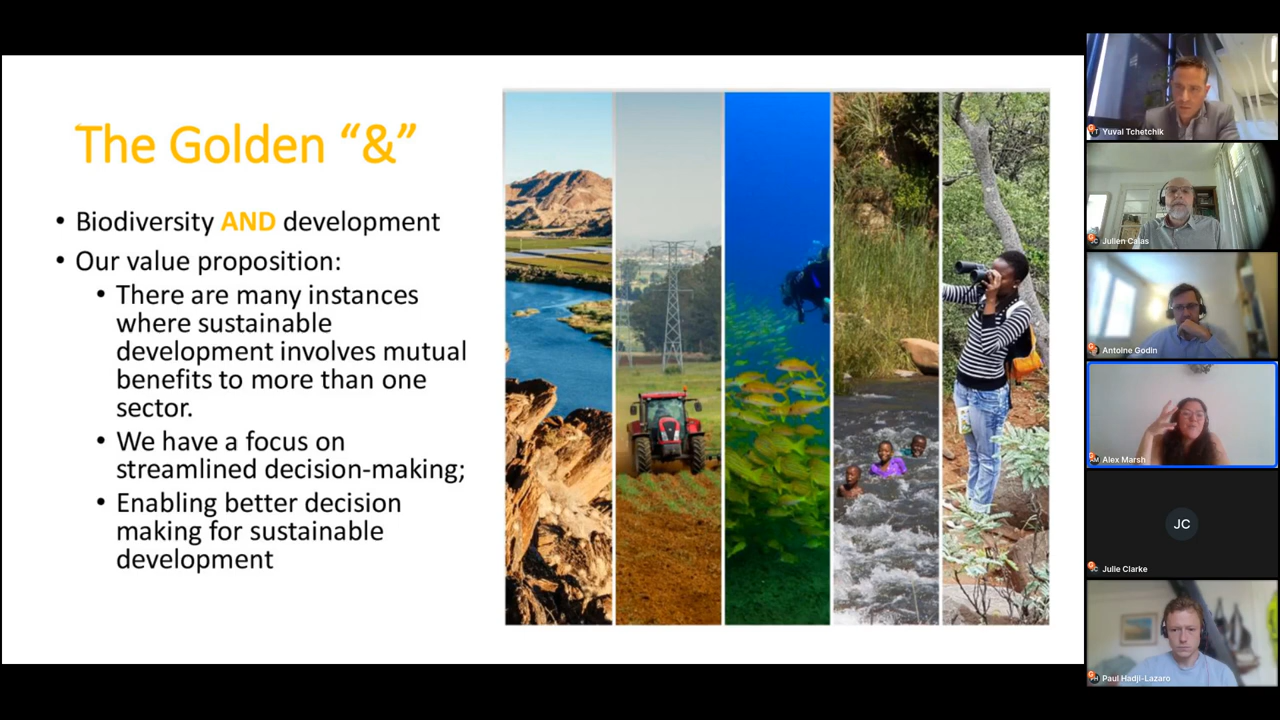 The Golden “&”
• Biodiversity AND development
• Our value proposition:
• There are many instances
where sustainable
development involves mutual
benefits to more than one
sector.
• We have a focus on
streamlined decision-making;
• Enabling better decision
making for sustainable
development
Yuval Tchetchik
Julien Calas
Antoine Godin
Alex Marsh
JC
Julie Clarke
Paul Hadji-Lazaro